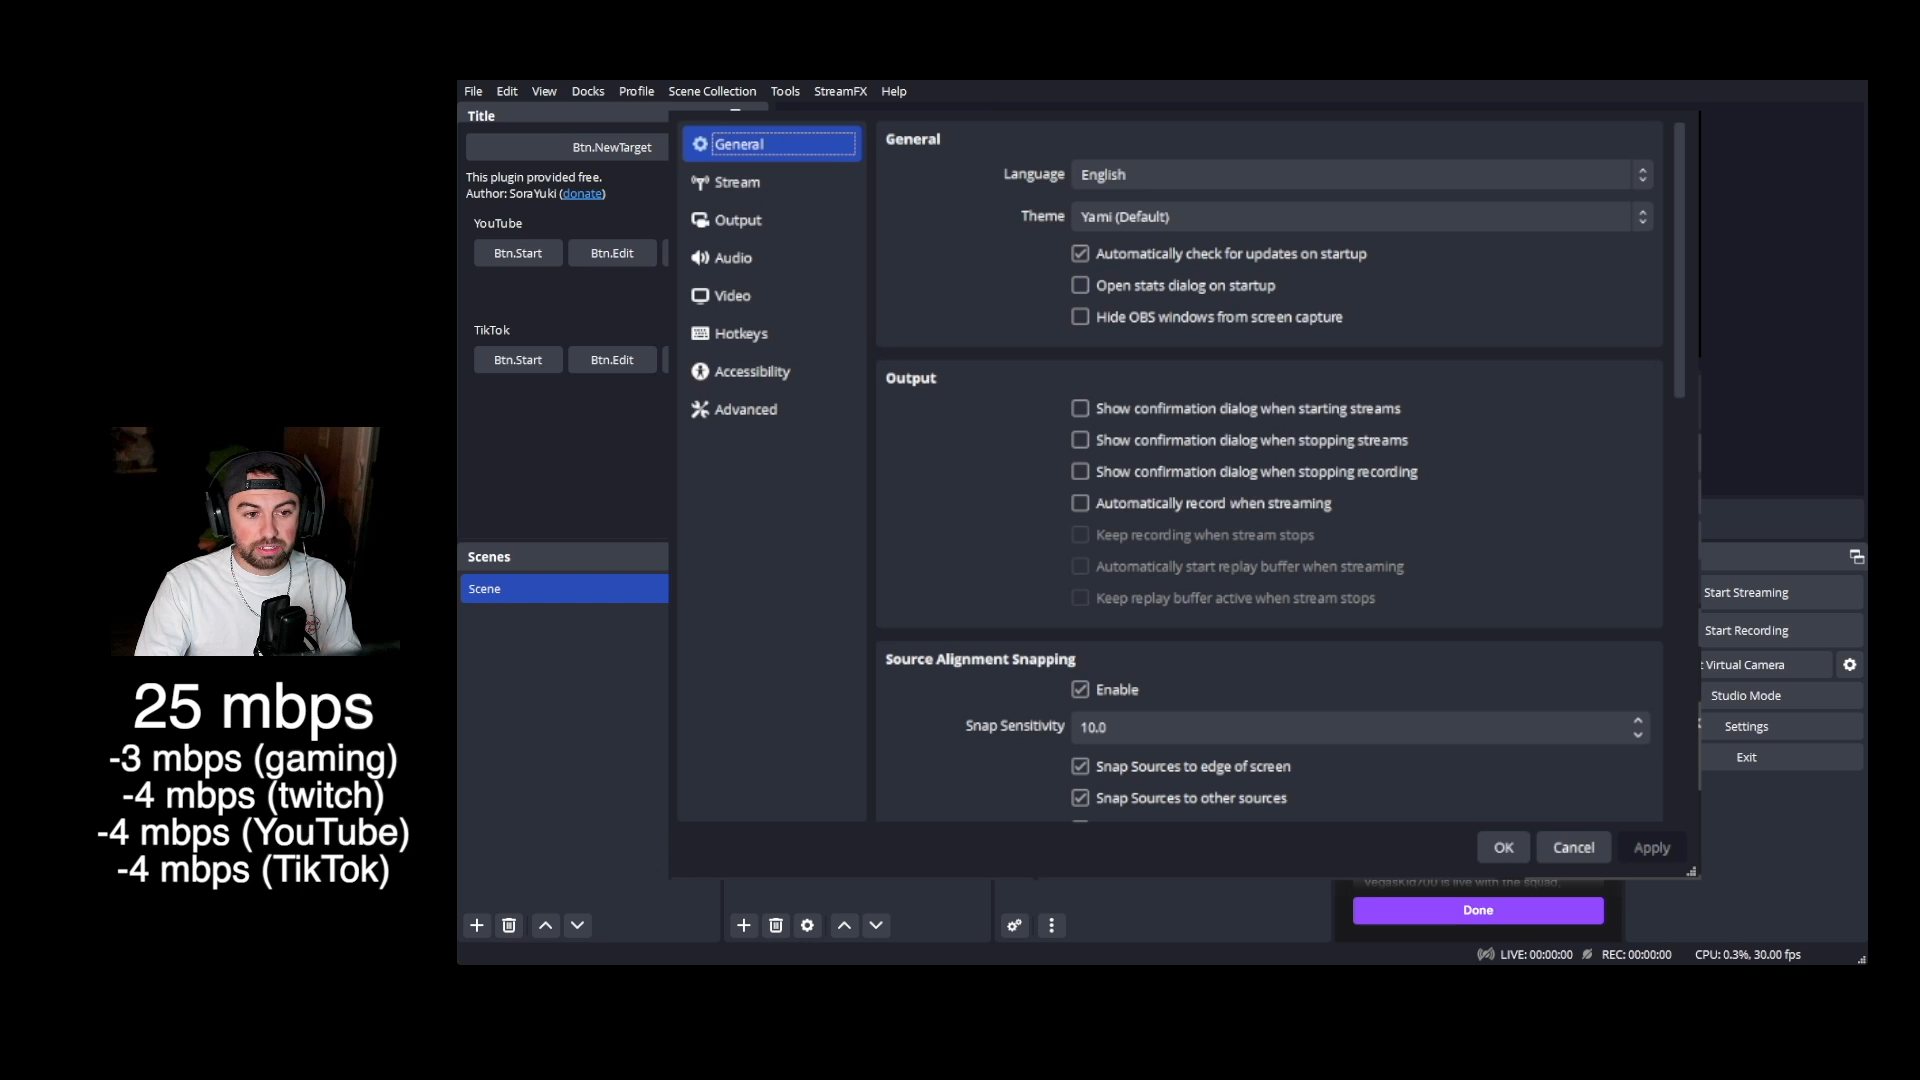 File Edit View Docks Profile Scene Collection Tools StreamFX Help
Title
Btn.NewTarget
This plugin provided free.
Author: SoraYuki (donate)
YouTube
Btn.Start Btn.Edit
TikTok
Btn.Start Btn.Edit
Scenes
Scene
General
Stream
Output
Audio
Video
Hotkeys
Accessibility
Advanced
General
Language English
Theme Yami (Default)
Automatically check for updates on startup
Open stats dialog on startup
Hide OBS windows from screen capture
Output
Show confirmation dialog when starting streams
Show confirmation dialog when stopping streams
Show confirmation dialog when stopping recording
Automatically record when streaming
Keep recording when stream stops
Automatically start replay buffer when streaming
Keep replay buffer active when stream stops
Source Alignment Snapping
Enable
Snap Sensitivity 10.0
Snap Sources to edge of screen
Snap Sources to other sources
OK Cancel Apply
Start Streaming
Start Recording
t Virtual Camera
Studio Mode
Settings
Exit
VegasKid700 is live with the squad.
Done
LIVE: 00:00:00 REC: 00:00:00 CPU: 0.3%, 30.00 fps
25 mbps
-3 mbps (gaming)
-4 mbps (twitch)
-4 mbps (YouTube)
-4 mbps (TikTok)